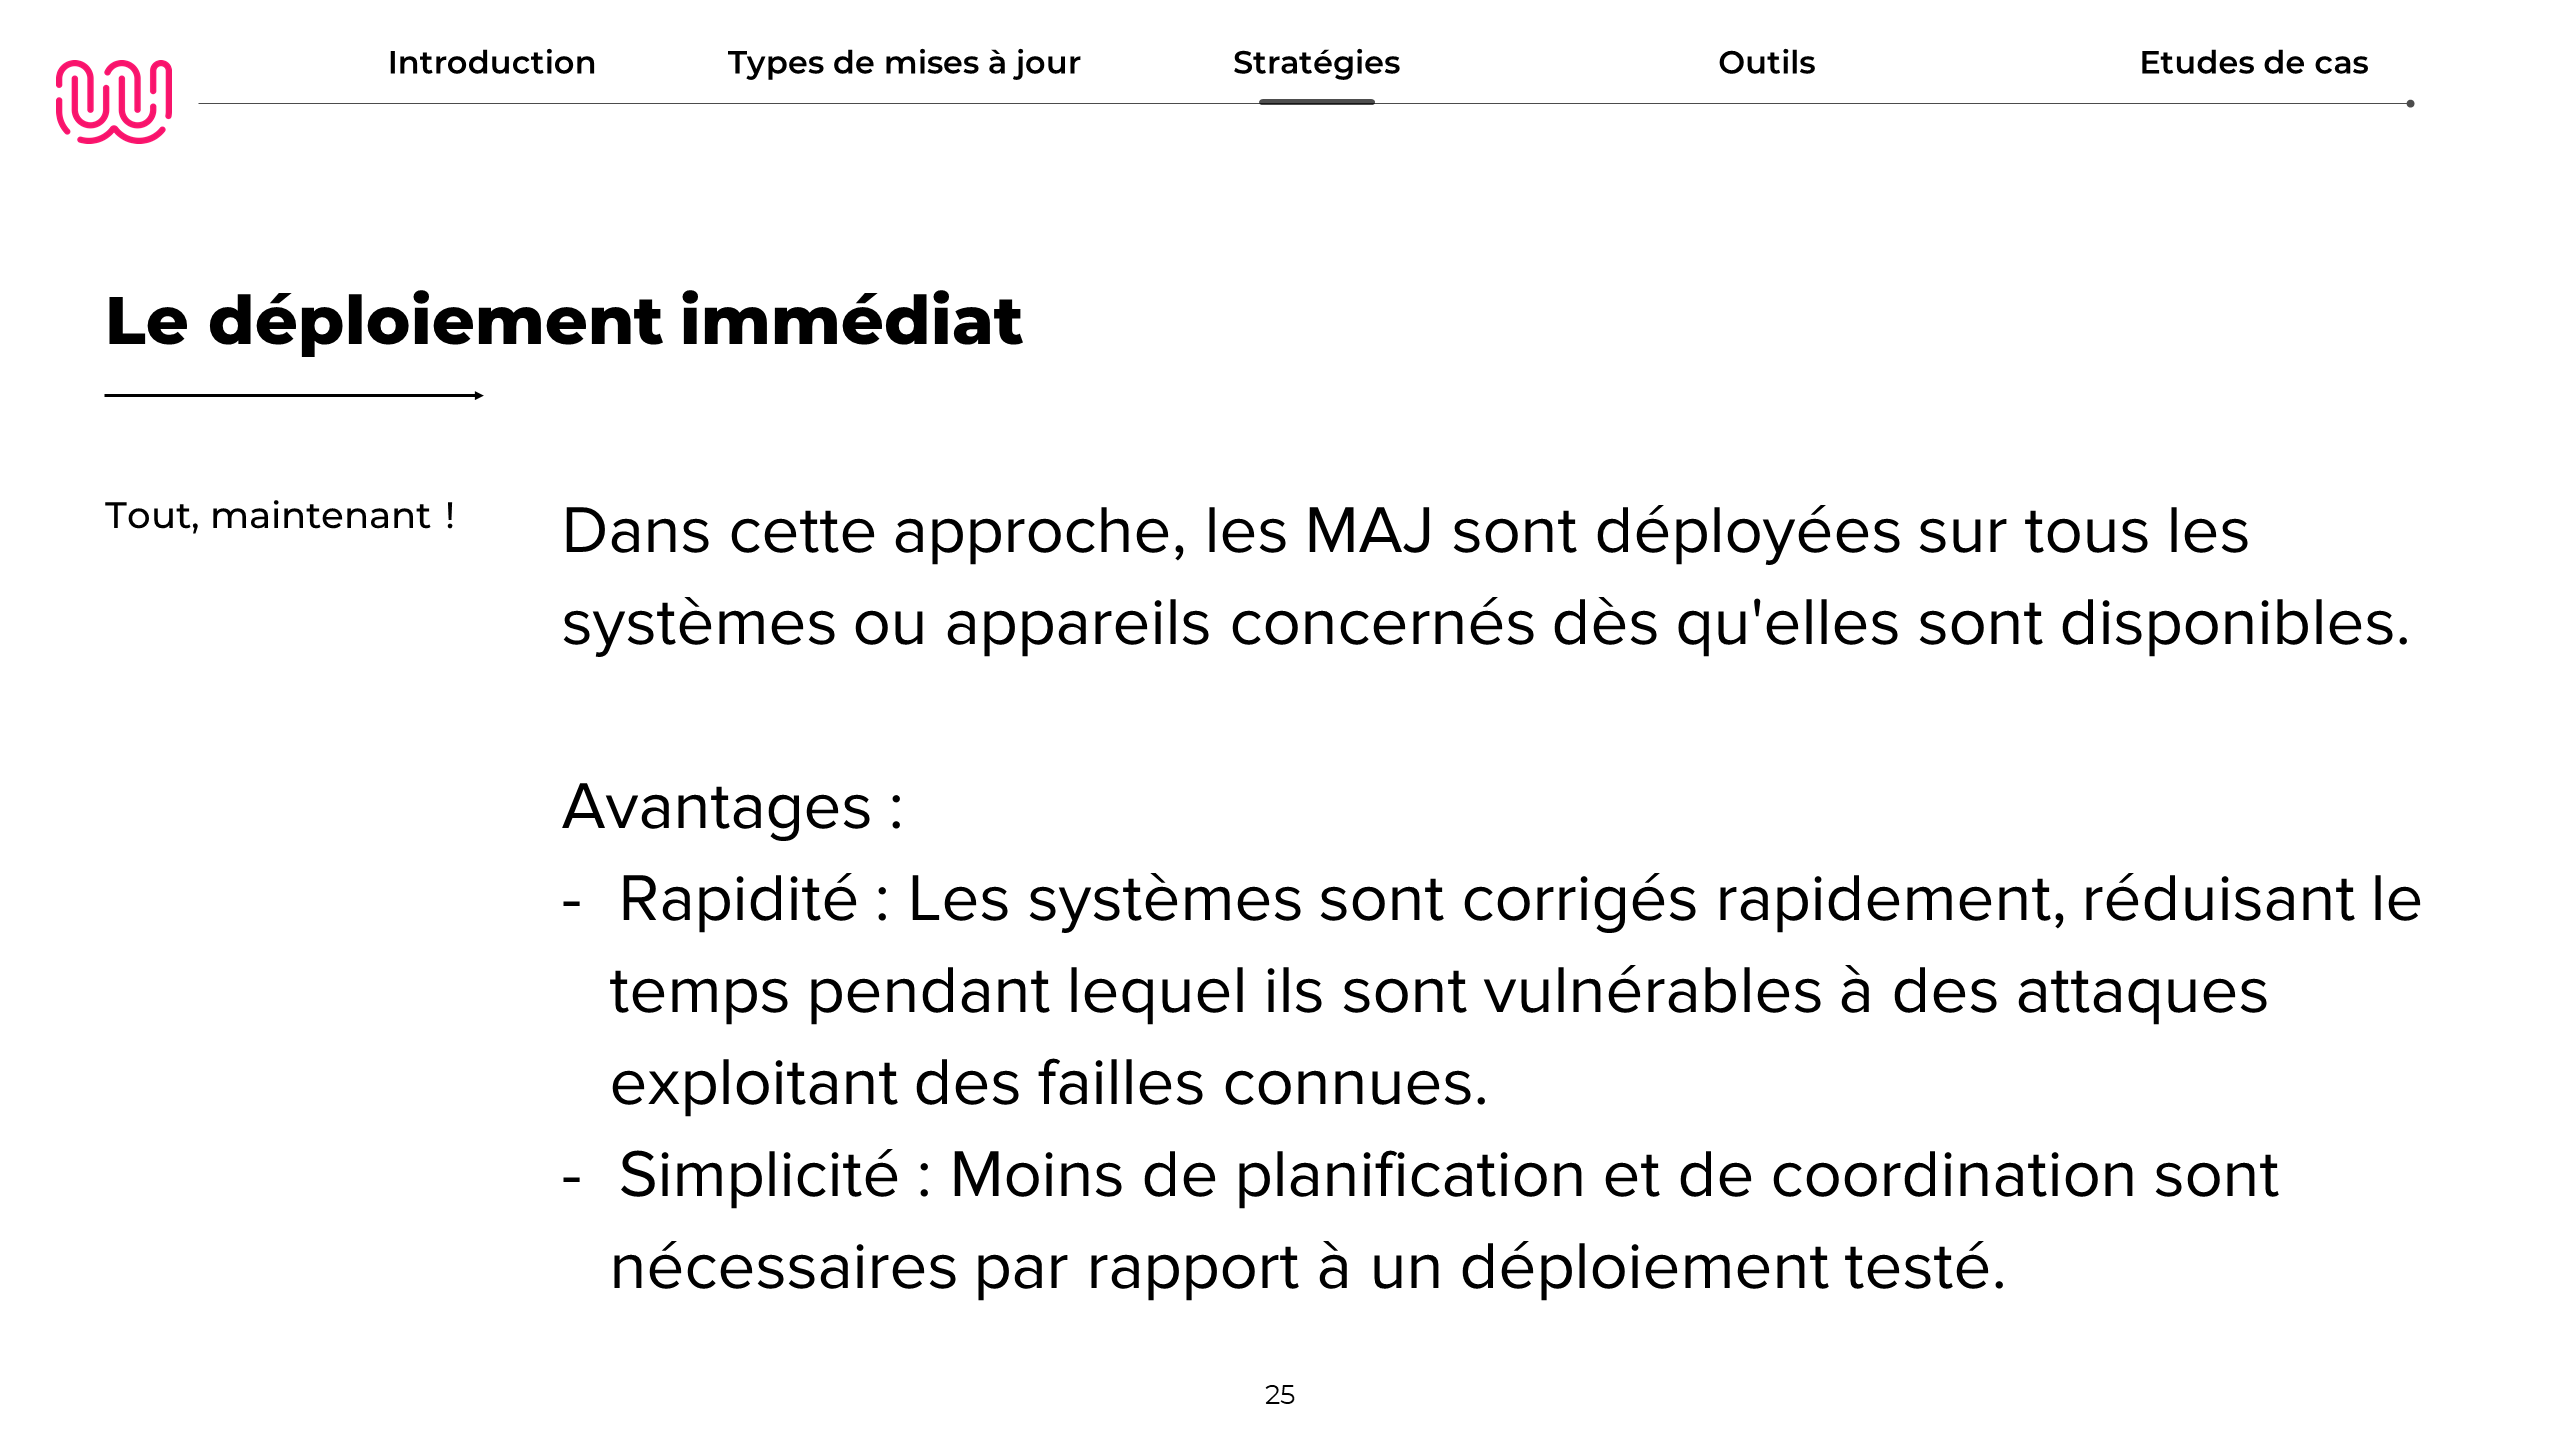 Introduction
Types de mises à jour
Stratégies
Outils
Etudes de cas
Le déploiement immédiat
Tout, maintenant !
Dans cette approche, les MAJ sont déployées sur tous les
systèmes ou appareils concernés dès qu'elles sont disponibles.
Avantages :
- Rapidité : Les systèmes sont corrigés rapidement, réduisant le
temps pendant lequel ils sont vulnérables à des attaques
exploitant des failles connues.
- Simplicité : Moins de planification et de coordination sont
nécessaires par rapport à un déploiement testé.
25